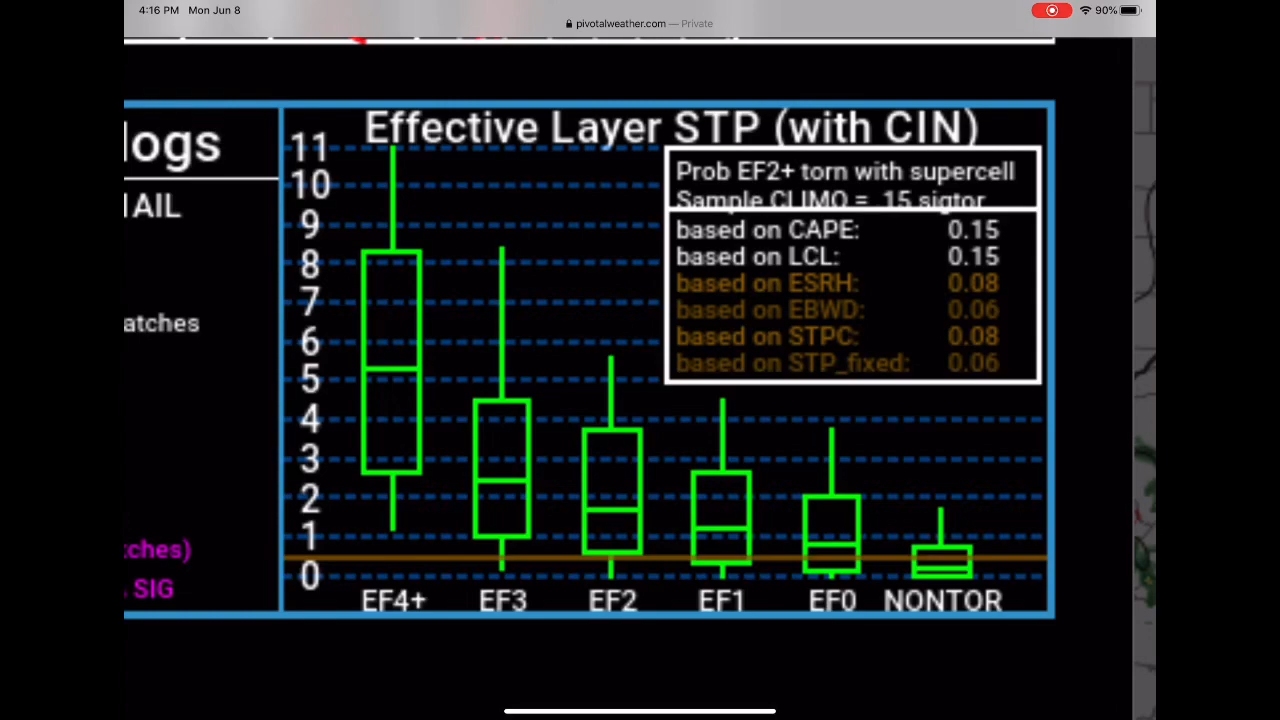 4:16 PM Mon Jun 8
90%
pivotalweather.com — Private
logs
Effective Layer STP (with CIN)
11
10
9
8
7
6
5
4
3
2
1
0
Prob EF2+ torn with supercell
Sample CLIMO = .15 sigtor
based on CAPE: 0.15
based on LCL: 0.15
based on ESRH: 0.08
based on EBWD: 0.06
based on STPC: 0.08
based on STP_fixed: 0.06
AIL
atches
ches)
SIG
EF4+ EF3 EF2 EF1 EF0 NONTOR